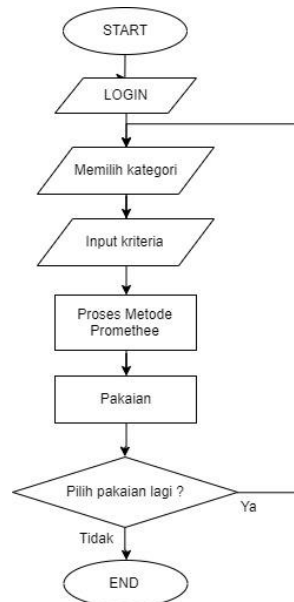 START
LOGIN
Memilih kategori
Input kriteria
Proses Metode
Promethee
Pakaian
Pilih pakaian lagi ?
Ya
Tidak
END